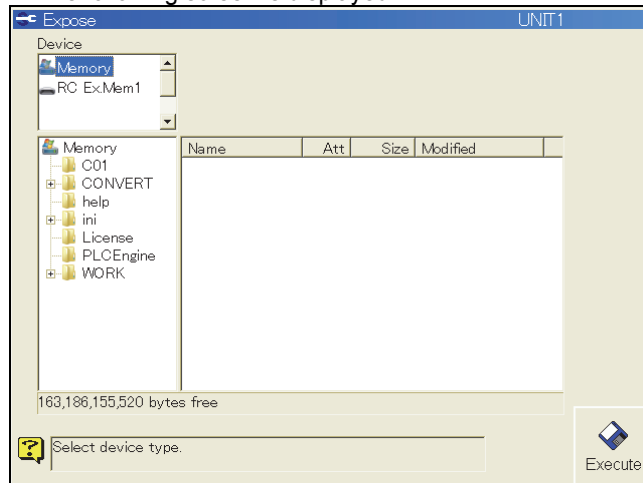 Expose UNIT1
Device
Memory
RC Ex.Mem1
Memory
C01
CONVERT
help
ini
License
PLCEngine
WORK
Name Att Size Modified
163,186,155,520 bytes free
Select device type.
Execute